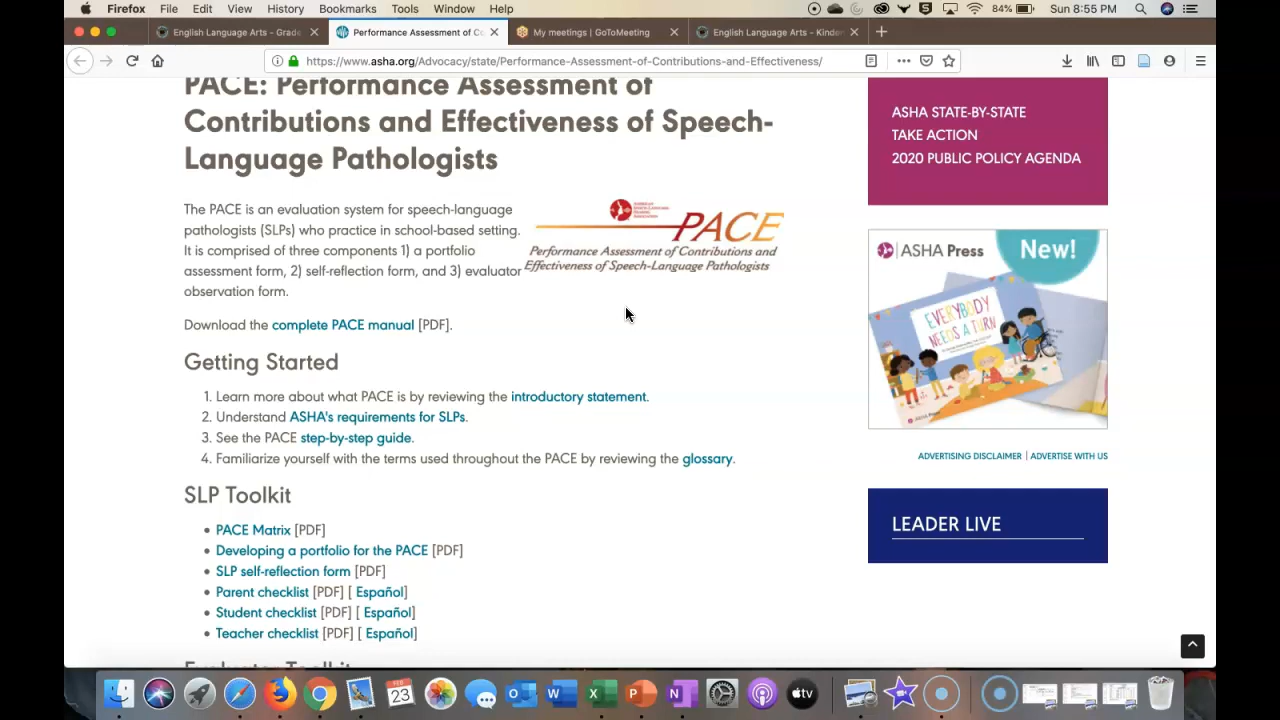 Firefox File Edit View History Bookmarks Tools Window Help
84% Sun 8:55 PM
English Language Arts - Grade
Performance Assessment of Co
My meetings | GoToMeeting
English Language Arts - Kinder
https://www.asha.org/Advocacy/state/Performance-Assessment-of-Contributions-and-Effectiveness/
PACE: Performance Assessment of
Contributions and Effectiveness of Speech-
Language Pathologists
The PACE is an evaluation system for speech-language
pathologists (SLPs) who practice in school-based setting.
It is comprised of three components 1) a portfolio
assessment form, 2) self-reflection form, and 3) evaluator
observation form.
PACE
Performance Assessment of Contributions and
Effectiveness of Speech-Language Pathologists
Download the complete PACE manual [PDF].
Getting Started
1. Learn more about what PACE is by reviewing the introductory statement.
2. Understand ASHA's requirements for SLPs.
3. See the PACE step-by-step guide.
4. Familiarize yourself with the terms used throughout the PACE by reviewing the glossary.
SLP Toolkit
• PACE Matrix [PDF]
• Developing a portfolio for the PACE [PDF]
• SLP self-reflection form [PDF]
• Parent checklist [PDF] [ Español]
• Student checklist [PDF] [ Español]
• Teacher checklist [PDF] [ Español]
Evaluator Toolkit
ASHA STATE-BY-STATE
TAKE ACTION
2020 PUBLIC POLICY AGENDA
ASHA Press
New!
EVERYBODY
NEEDS A TURN
ASHA Press
ADVERTISING DISCLAIMER | ADVERTISE WITH US
LEADER LIVE
FEB
23
tv